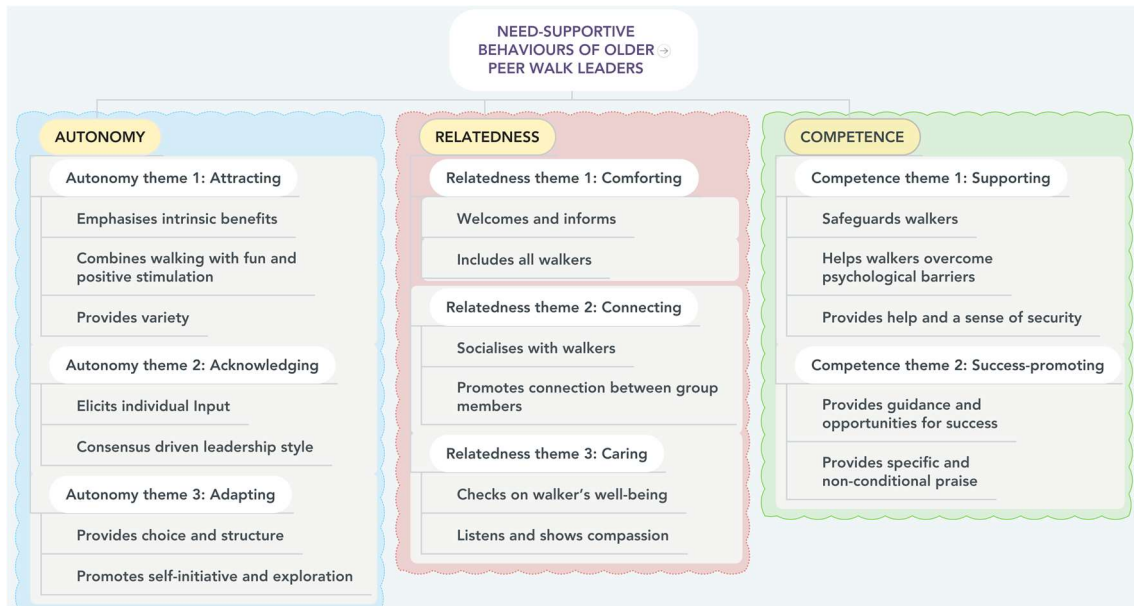 NEED-SUPPORTIVE
BEHAVIOURS OF OLDER
PEER WALK LEADERS
AUTONOMY
Autonomy theme 1: Attracting
Emphasises intrinsic benefits
Combines walking with fun and
positive stimulation
Provides variety
Autonomy theme 2: Acknowledging
Elicits individual Input
Consensus driven leadership style
Autonomy theme 3: Adapting
Provides choice and structure
Promotes self-initiative and exploration
RELATEDNESS
Relatedness theme 1: Comforting
Welcomes and informs
Includes all walkers
Relatedness theme 2: Connecting
Socialises with walkers
Promotes connection between group
members
Relatedness theme 3: Caring
Checks on walker's well-being
Listens and shows compassion
COMPETENCE
Competence theme 1: Supporting
Safeguards walkers
Helps walkers overcome
psychological barriers
Provides help and a sense of security
Competence theme 2: Success-promoting
Provides guidance and
opportunities for success
Provides specific and
non-conditional praise